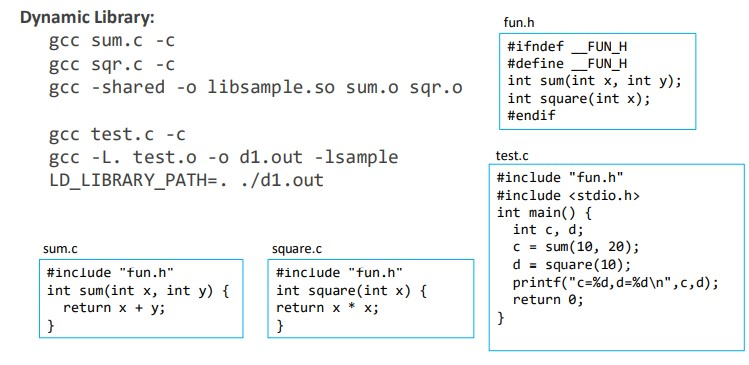 Dynamic Library:
gcc sum.c -c
gcc sqr.c -c
gcc -shared -o libsample.so sum.o sqr.o
gcc test.c -c
gcc -L. test.o -o d1.out -lsample
LD_LIBRARY_PATH=. ./d1.out
fun.h
#ifndef __FUN_H
#define __FUN_H
int sum(int x, int y);
int square(int x);
#endif
test.c
#include "fun.h"
#include <stdio.h>
int main() {
int c, d;
c = sum(10, 20);
d = square(10);
printf("c=%d,d=%d\n",c,d);
return 0;
}
sum.c
#include "fun.h"
int sum(int x, int y) {
return x + y;
}
square.c
#include "fun.h"
int square(int x) {
return x * x;
}